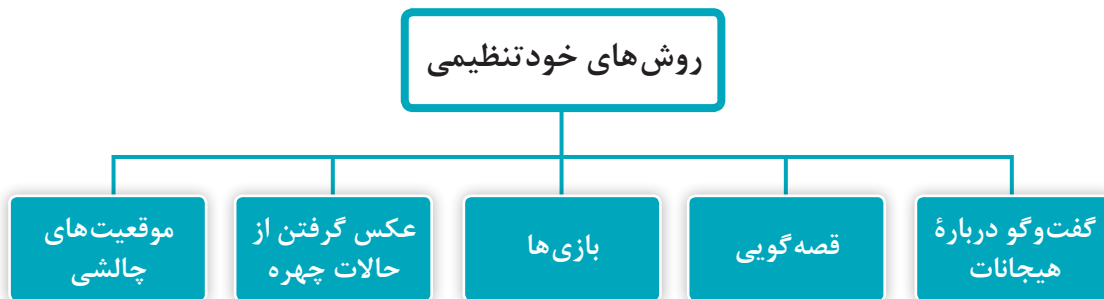 روش‌های خودتنظیمی
گفت‌وگو دربارهٔ
هیجانات
قصه‌گویی
بازی‌ها
عکس گرفتن از
حالات چهره
موقعیت‌های
چالشی